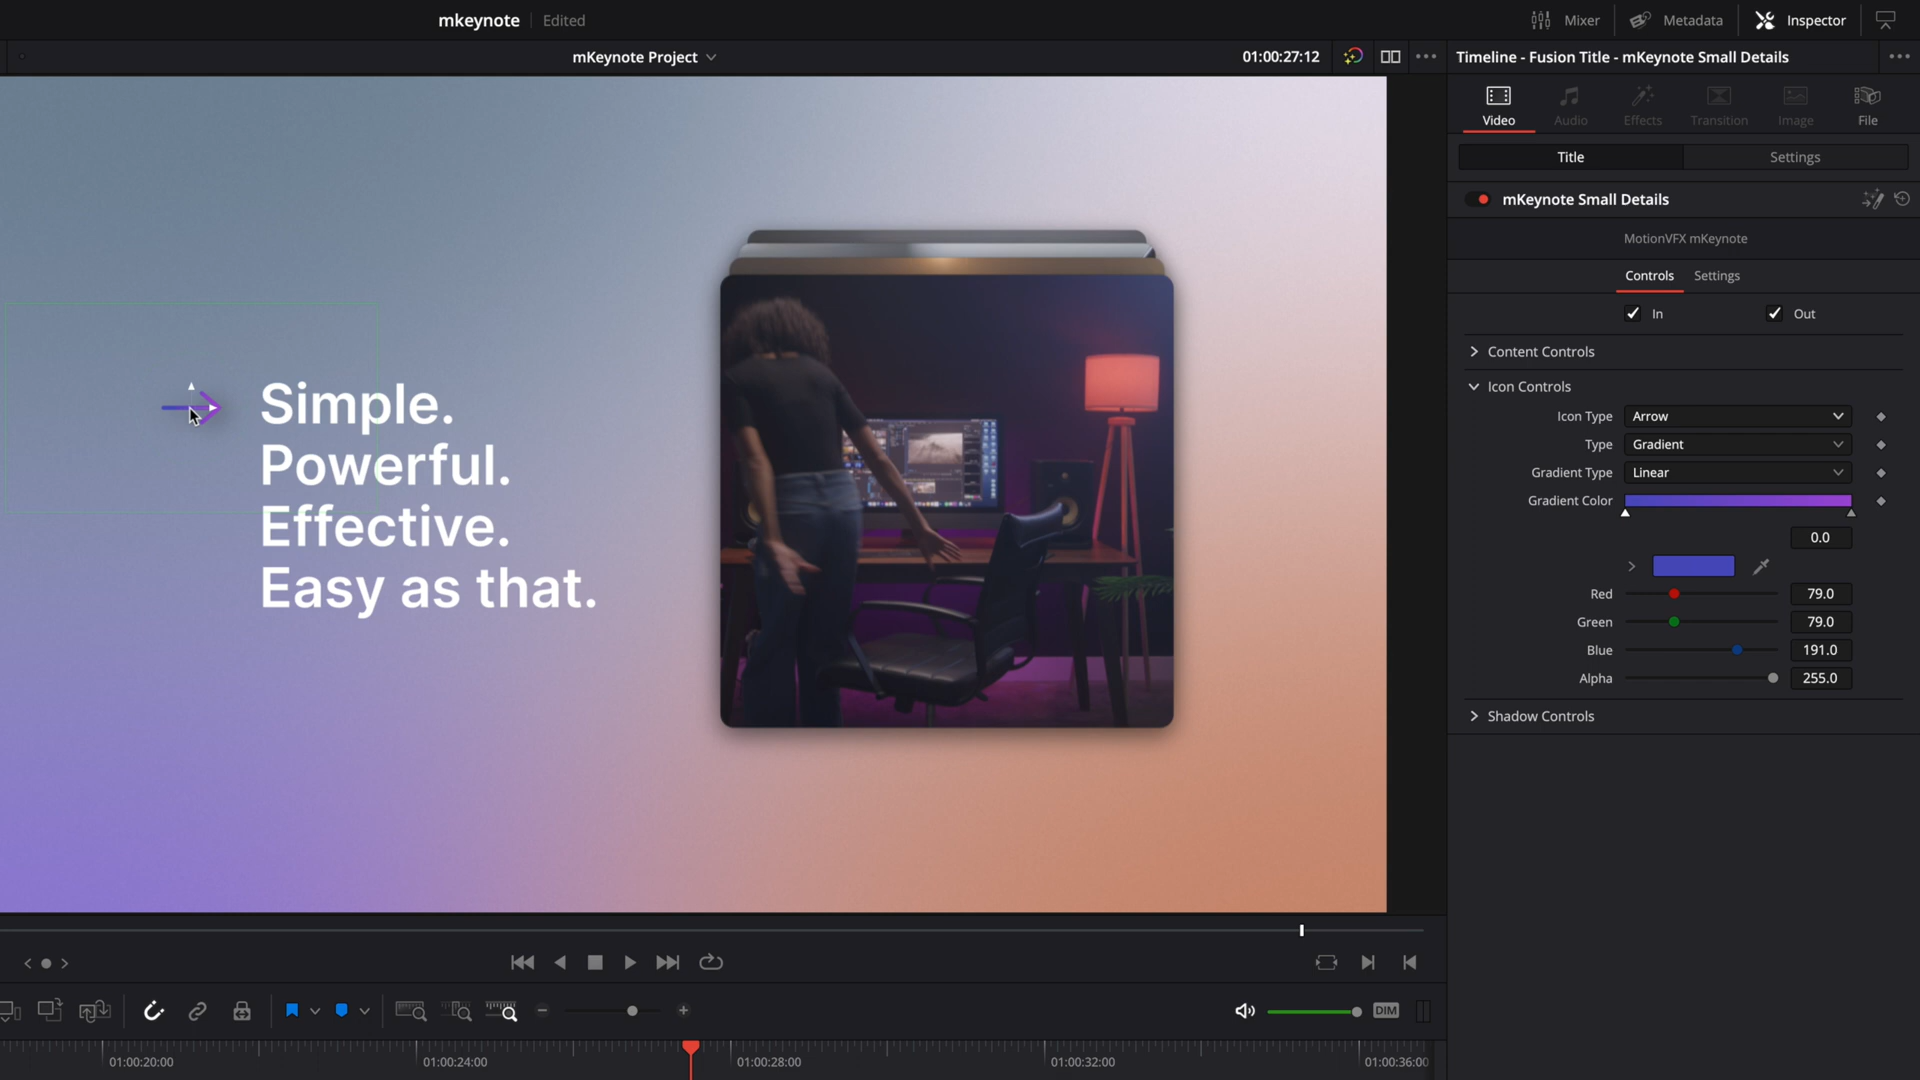 mkeynote Edited
Mixer Metadata Inspector
mKeynote Project 01:00:27:12
Timeline - Fusion Title - mKeynote Small Details
Video Audio Effects Transition Image File
Title Settings
mKeynote Small Details
MotionVFX mKeynote
Controls Settings
In Out
Content Controls
Icon Controls
Icon Type Arrow
Type Gradient
Gradient Type Linear
Gradient Color
0.0
Red 79.0
Green 79.0
Blue 191.0
Alpha 255.0
Shadow Controls
Simple.
Powerful.
Effective.
Easy as that.
DIM
01:00:20:00 01:00:24:00 01:00:28:00 01:00:32:00 01:00:36:00